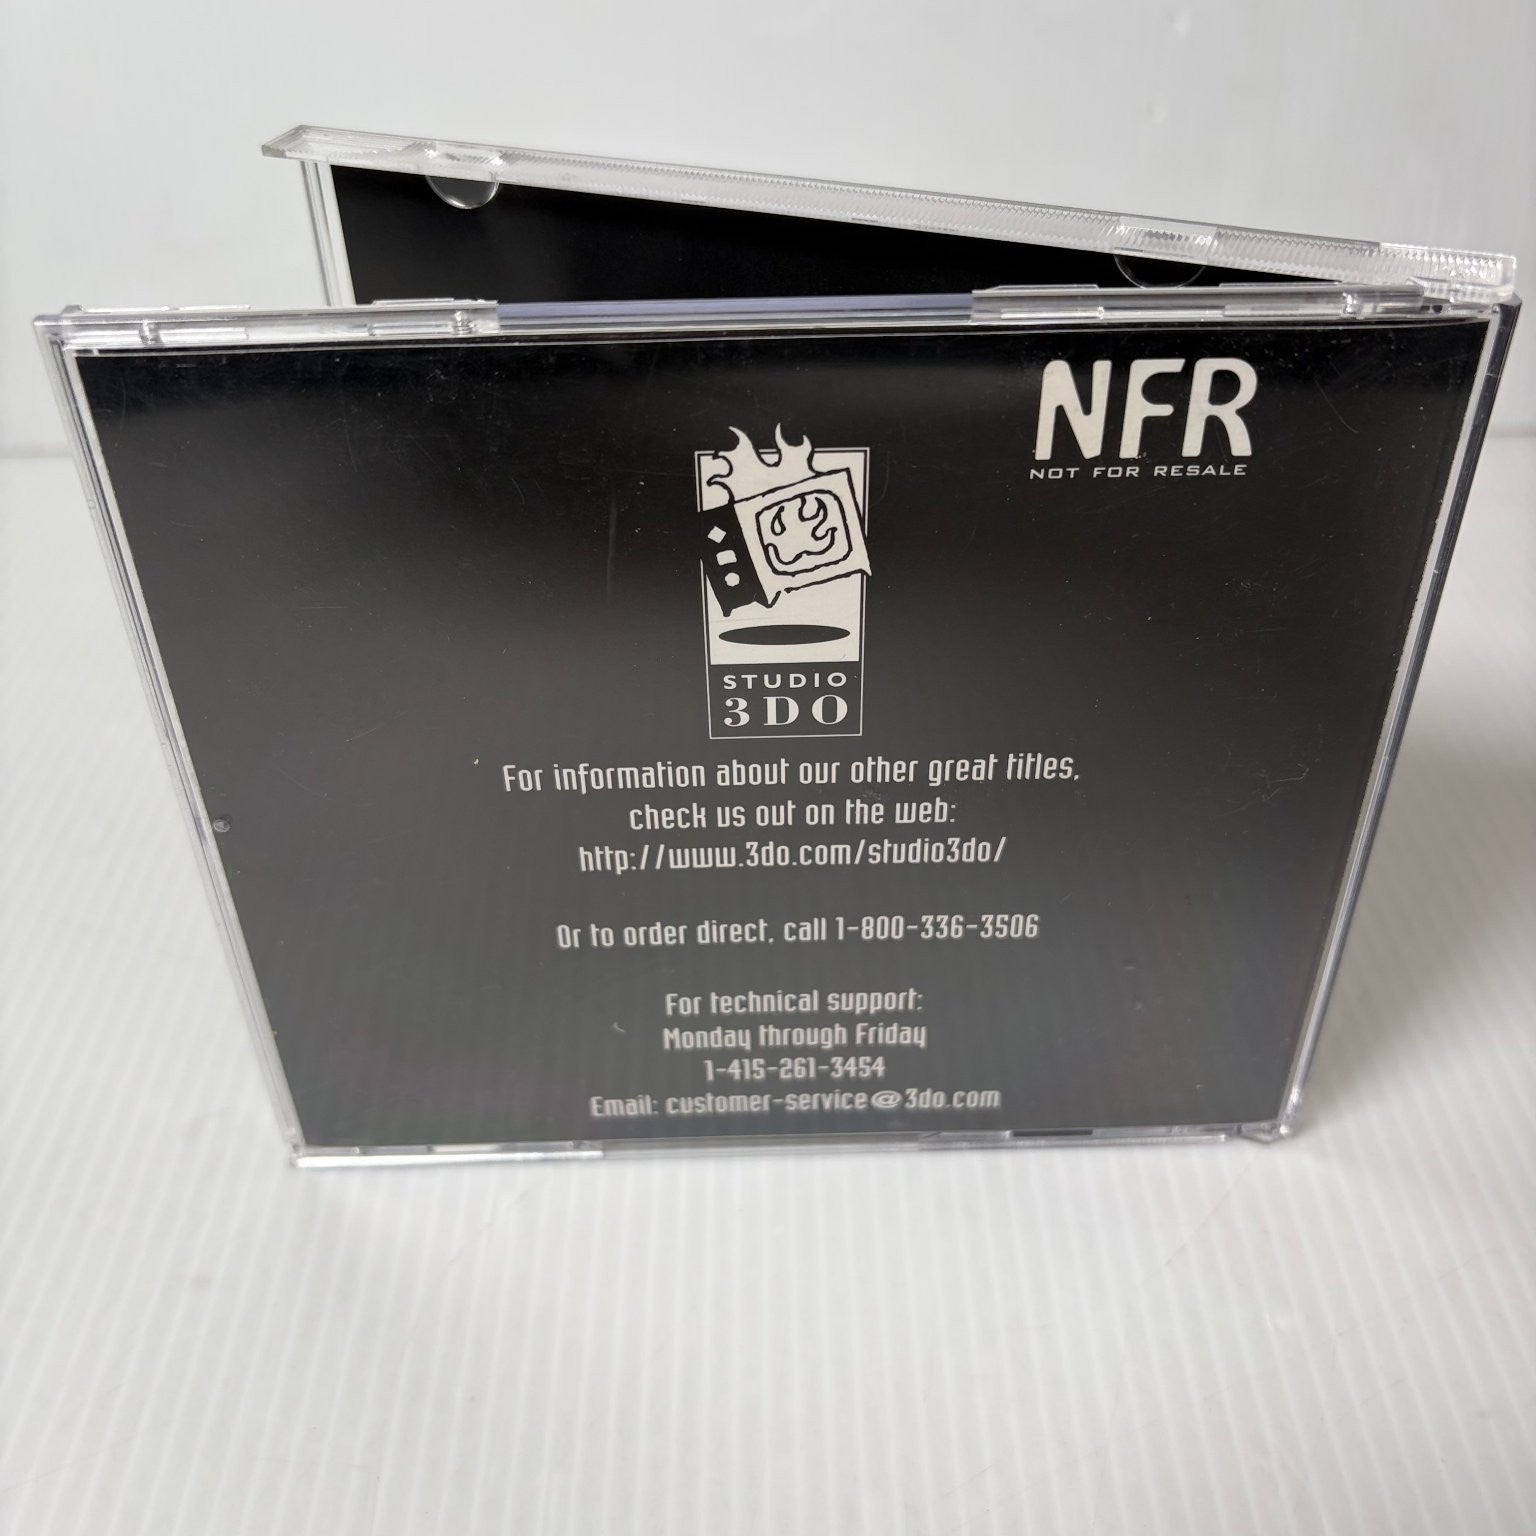 NFR
NOT FOR RESALE
STUDIO
3DO
For information about our other great titles,
check us out on the web:
http://www.3do.com/studio3do/
Or to order direct, call 1-800-336-3506
For technical support:
Monday through Friday
1-415-261-3454
Email: customer-service@3do.com